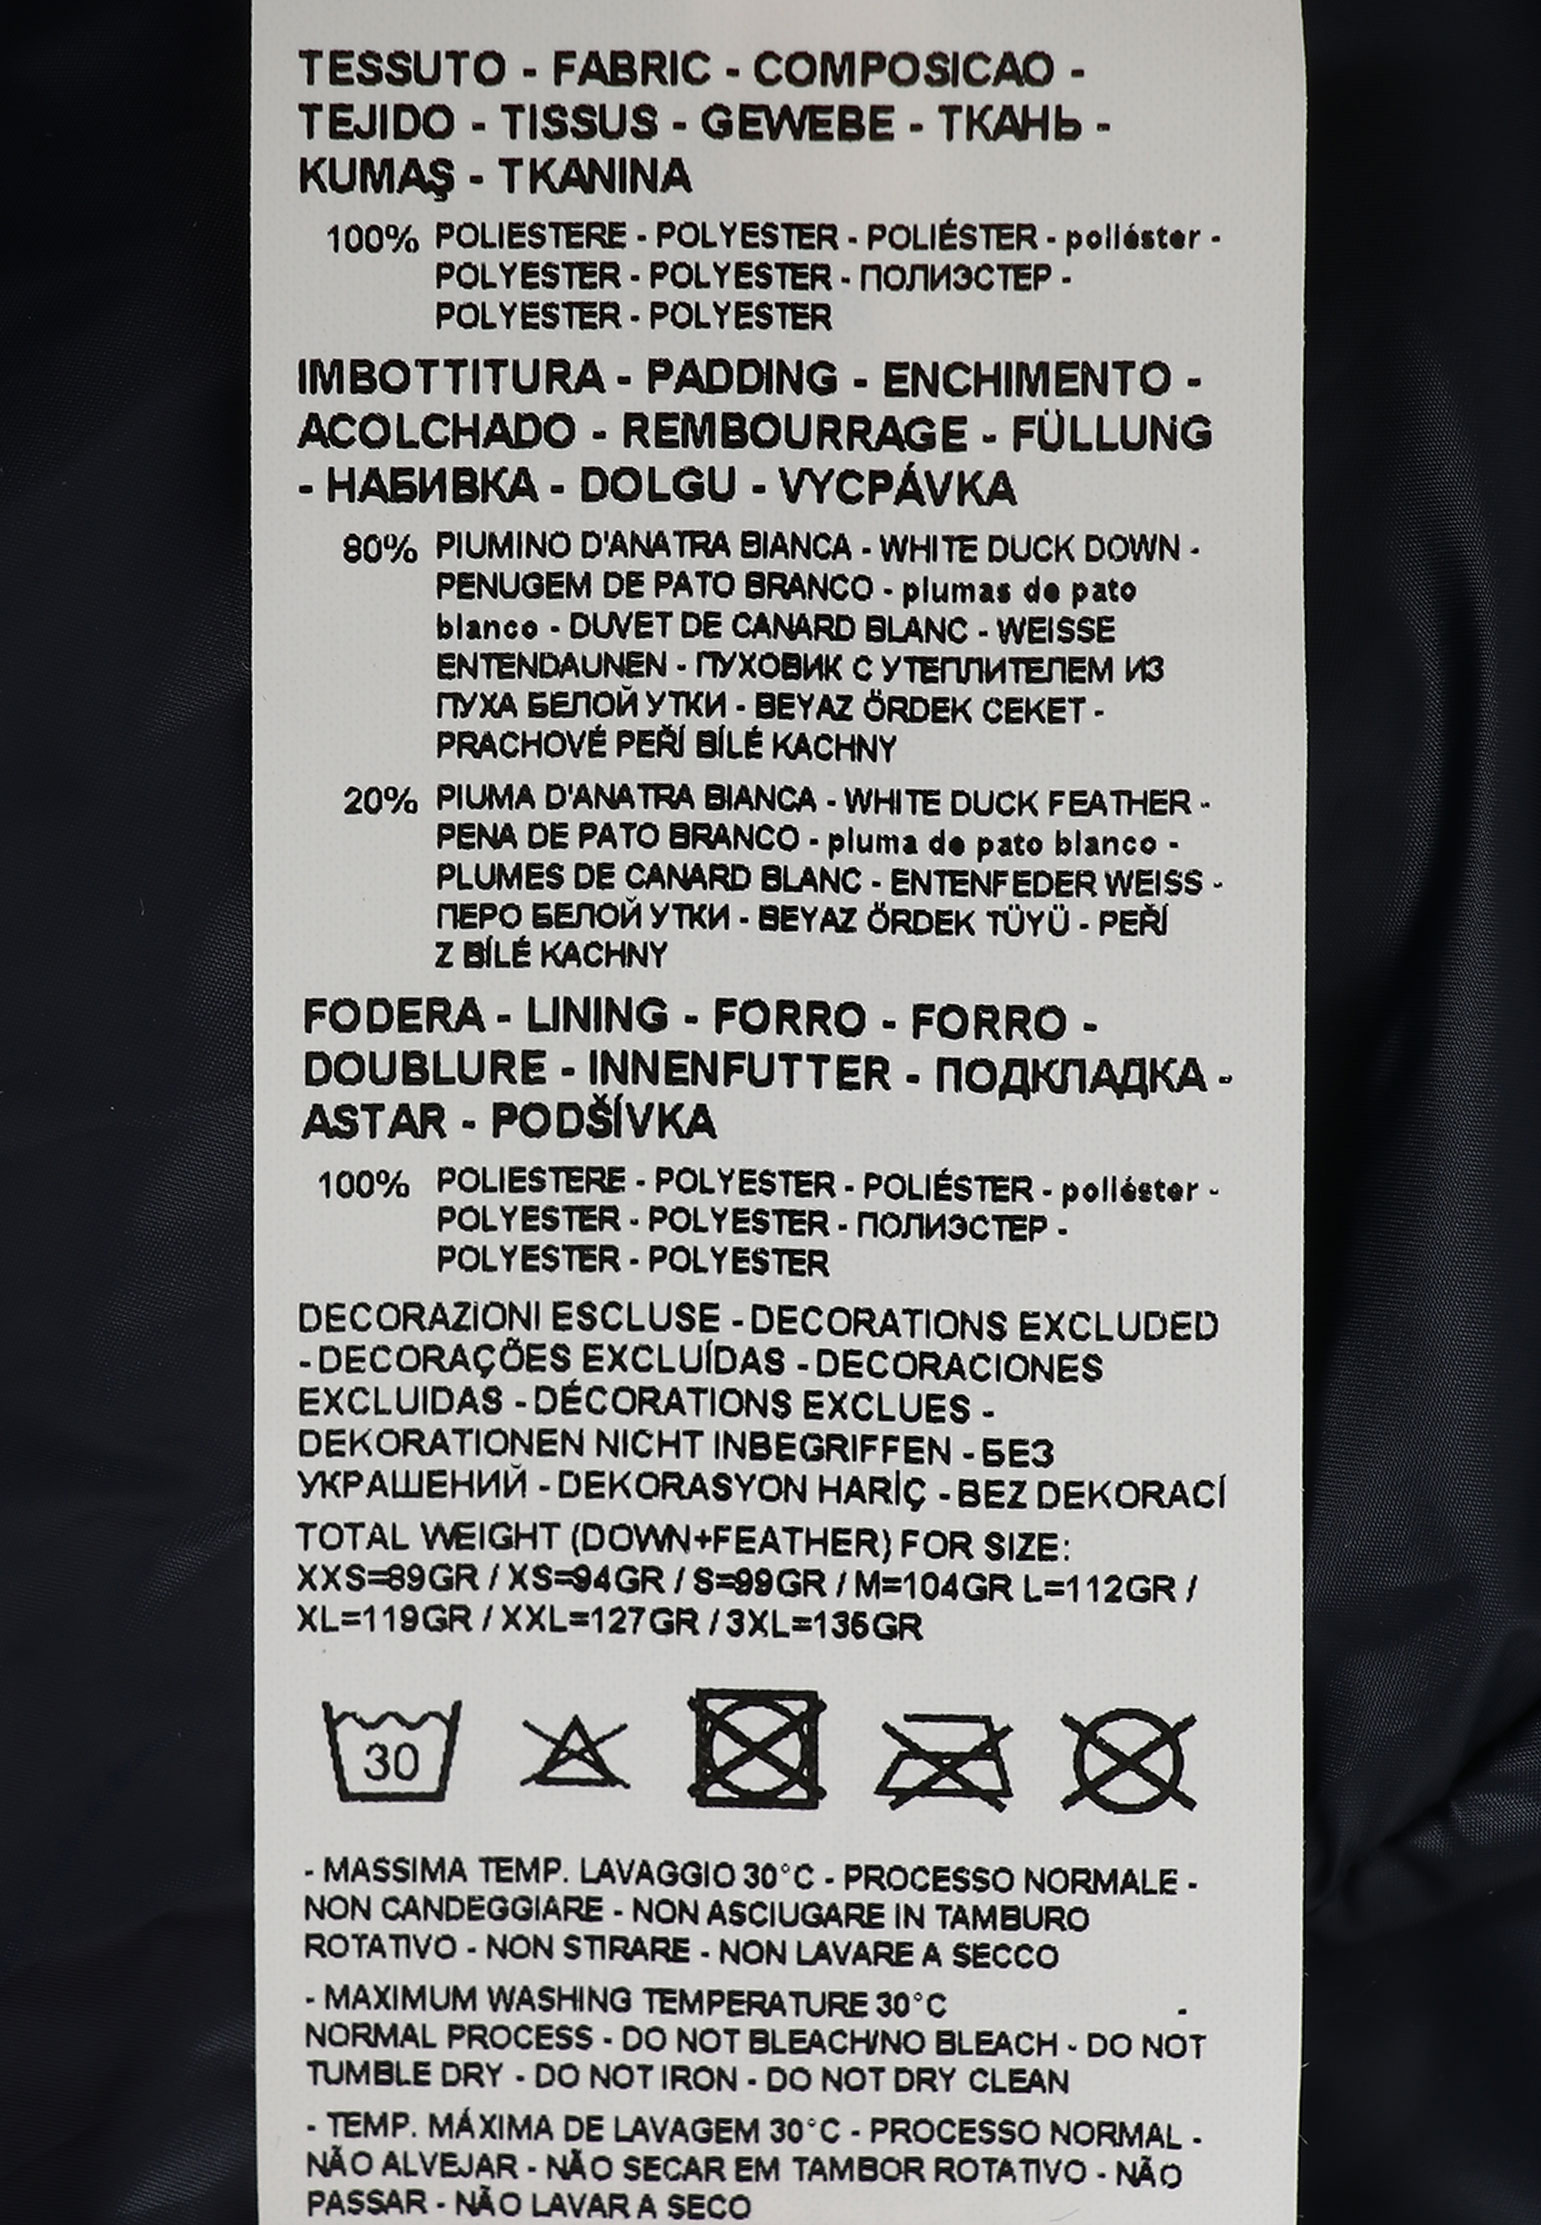 TESSUTO - FABRIC - COMPOSICAO -
TEJIDO - TISSUS - GEWEBE - ТКАНЬ -
KUMAŞ - TKANINA
100% POLIESTERE - POLYESTER - POLIÉSTER - poliéster -
POLYESTER - POLYESTER - ПОЛИЭСТЕР -
POLYESTER - POLYESTER
IMBOTTITURA - PADDING - ENCHIMENTO -
ACOLCHADO - REMBOURRAGE - FÜLLUNG
- НАБИВКА - DOLGU - VYCPÁVKA
80% PIUMINO D'ANATRA BIANCA - WHITE DUCK DOWN -
PENUGEM DE PATO BRANCO - plumas de pato
blanco - DUVET DE CANARD BLANC - WEISSE
ENTENDAUNEN - ПУХОВИК С УТЕПЛИТЕЛЕМ ИЗ
ПУХА БЕЛОЙ УТКИ - BEYAZ ÖRDEK CEKET -
PRACHOVÉ PEŘÍ BÍLÉ KACHNY
20% PIUMA D'ANATRA BIANCA - WHITE DUCK FEATHER -
PENA DE PATO BRANCO - pluma de pato blanco -
PLUMES DE CANARD BLANC - ENTENFEDER WEISS -
ПЕРО БЕЛОЙ УТКИ - BEYAZ ÖRDEK TÜYÜ - PEŘÍ
Z BÍLÉ KACHNY
FODERA - LINING - FORRO - FORRO -
DOUBLURE - INNENFUTTER - ПОДКЛАДКА -
ASTAR - PODŠÍVKA
100% POLIESTERE - POLYESTER - POLIÉSTER - poliéster -
POLYESTER - POLYESTER - ПОЛИЭСТЕР -
POLYESTER - POLYESTER
DECORAZIONI ESCLUSE - DECORATIONS EXCLUDED
- DECORAÇÕES EXCLUÍDAS - DECORACIONES
EXCLUIDAS - DÉCORATIONS EXCLUES -
DEKORATIONEN NICHT INBEGRIFFEN - БЕЗ
УКРАШЕНИЙ - DEKORASYON HARİÇ - BEZ DEKORACÍ
TOTAL WEIGHT (DOWN+FEATHER) FOR SIZE:
XXS=89GR / XS=94GR / S=99GR / M=104GR L=112GR /
XL=119GR / XXL=127GR / 3XL=135GR
30
- MASSIMA TEMP. LAVAGGIO 30°C - PROCESSO NORMALE -
NON CANDEGGIARE - NON ASCIUGARE IN TAMBURO
ROTATIVO - NON STIRARE - NON LAVARE A SECCO
- MAXIMUM WASHING TEMPERATURE 30°C -
NORMAL PROCESS - DO NOT BLEACH/NO BLEACH - DO NOT
TUMBLE DRY - DO NOT IRON - DO NOT DRY CLEAN
- TEMP. MÁXIMA DE LAVAGEM 30°C - PROCESSO NORMAL -
NÃO ALVEJAR - NÃO SECAR EM TAMBOR ROTATIVO - NÃO
PASSAR - NÃO LAVAR A SECO